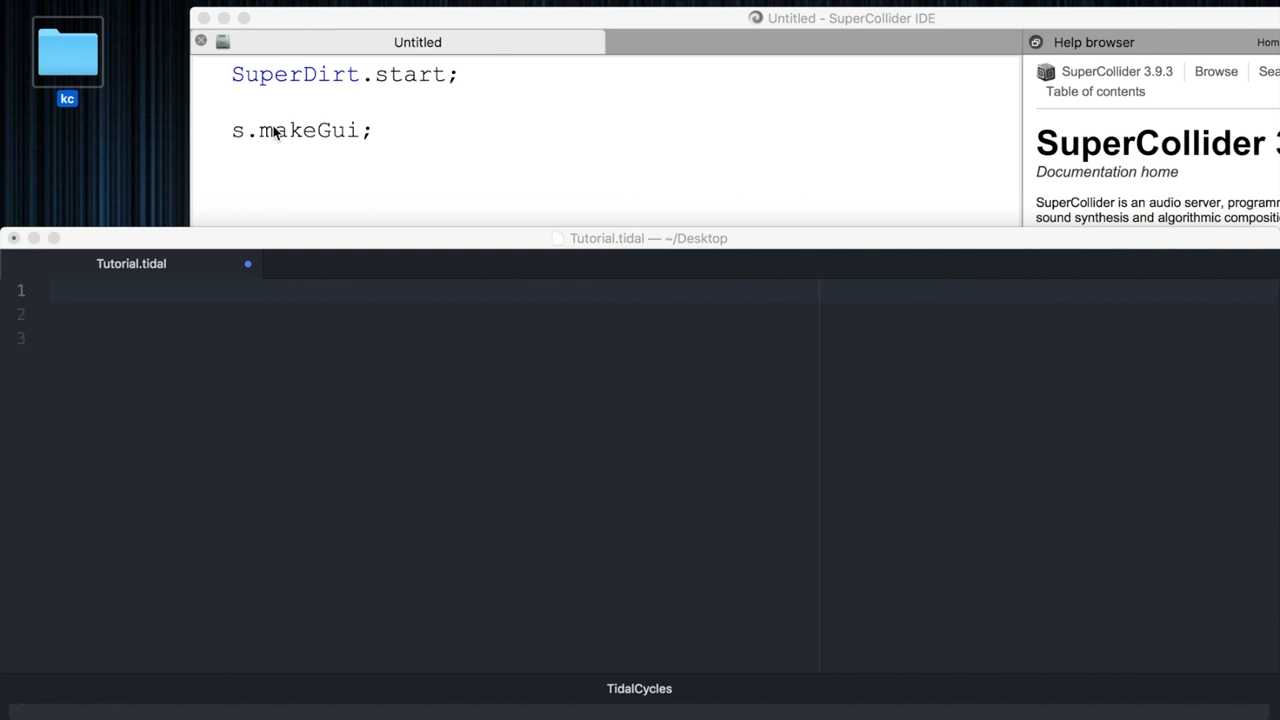 kc
Untitled - SuperCollider IDE
Untitled
Help browser
Hom
SuperDirt.start;
s.makeGui;
SuperCollider 3.9.3
Browse
Sea
Table of contents
SuperCollider 3
Documentation home
SuperCollider is an audio server, programm
sound synthesis and algorithmic compositi
Tutorial.tidal — ~/Desktop
Tutorial.tidal
1
2
3
TidalCycles